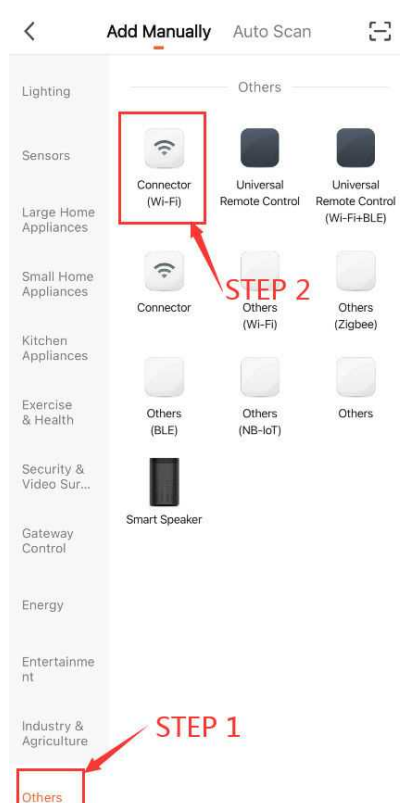 Add Manually Auto Scan
Lighting
Sensors
Large Home
Appliances
Small Home
Appliances
Kitchen
Appliances
Exercise
& Health
Security &
Video Sur...
Gateway
Control
Energy
Entertainme
nt
Industry &
Agriculture
Others
Others
Connector
(Wi-Fi)
Universal
Remote Control
Universal
Remote Control
(Wi-Fi+BLE)
Connector
Others
(Wi-Fi)
Others
(Zigbee)
Others
(BLE)
Others
(NB-IoT)
Others
Smart Speaker
STEP 2
STEP 1